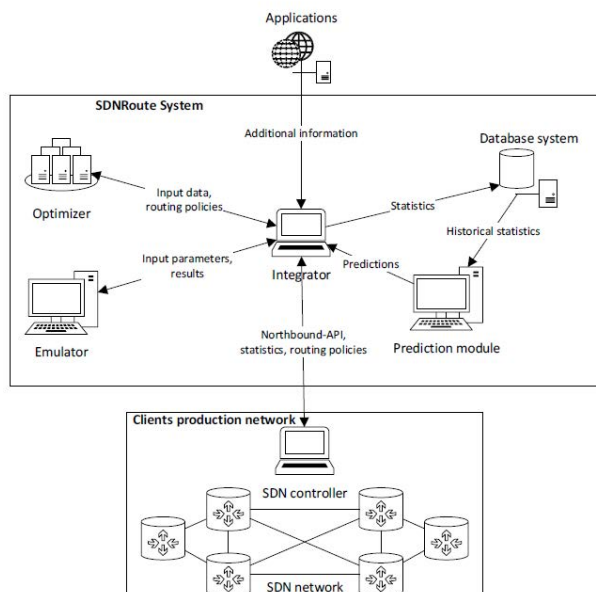 Applications
SDNRoute System
Additional information
Database system
Input data,
routing policies
Statistics
Optimizer
Historical statistics
Input parameters,
results
Predictions
Integrator
Emulator
Northbound-API,
statistics, routing policies
Prediction module
Clients production network
SDN controller
SDN network